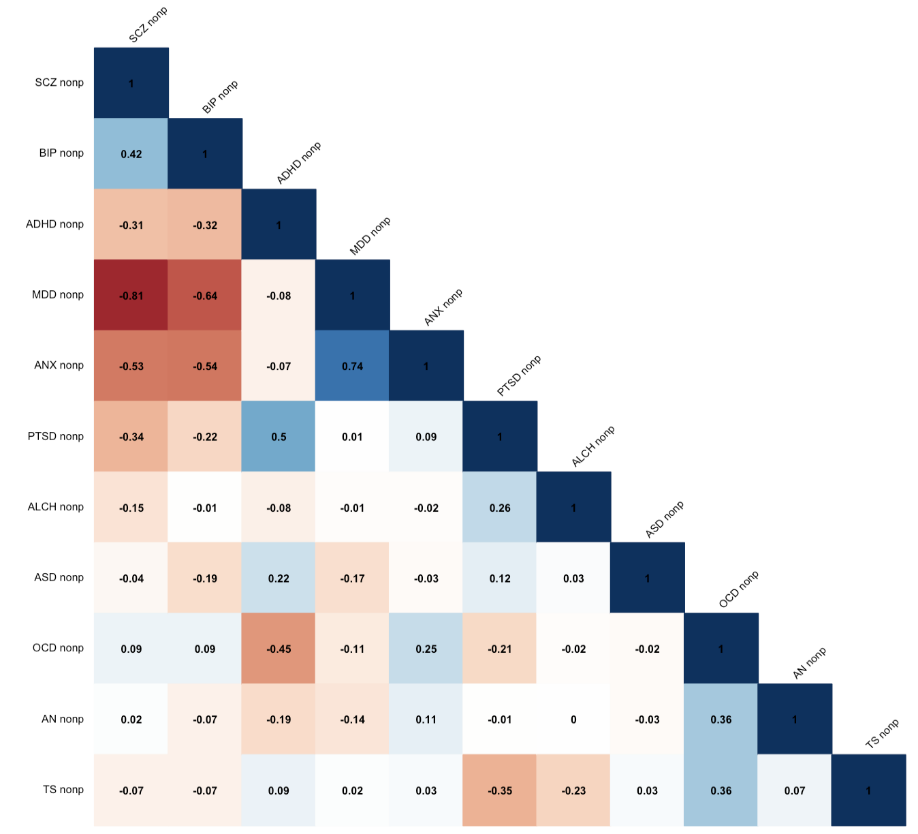 SCZ nonp
SCZ nonp 1
BIP nonp
BIP nonp 0.42 1
ADHD nonp
ADHD nonp -0.31 -0.32 1
MDD nonp
MDD nonp -0.81 -0.64 -0.08 1
ANX nonp
ANX nonp -0.53 -0.54 -0.07 0.74 1
PTSD nonp
PTSD nonp -0.34 -0.22 0.5 0.01 0.09 1
ALCH nonp
ALCH nonp -0.15 -0.01 -0.08 -0.01 -0.02 0.26 1
ASD nonp
ASD nonp -0.04 -0.19 0.22 -0.17 -0.03 0.12 0.03 1
OCD nonp
OCD nonp 0.09 0.09 -0.45 -0.11 0.25 -0.21 -0.02 -0.02 1
AN nonp
AN nonp 0.02 -0.07 -0.19 -0.14 0.11 -0.01 0 -0.03 0.36 1
TS nonp
TS nonp -0.07 -0.07 0.09 0.02 0.03 -0.35 -0.23 0.03 0.36 0.07 1